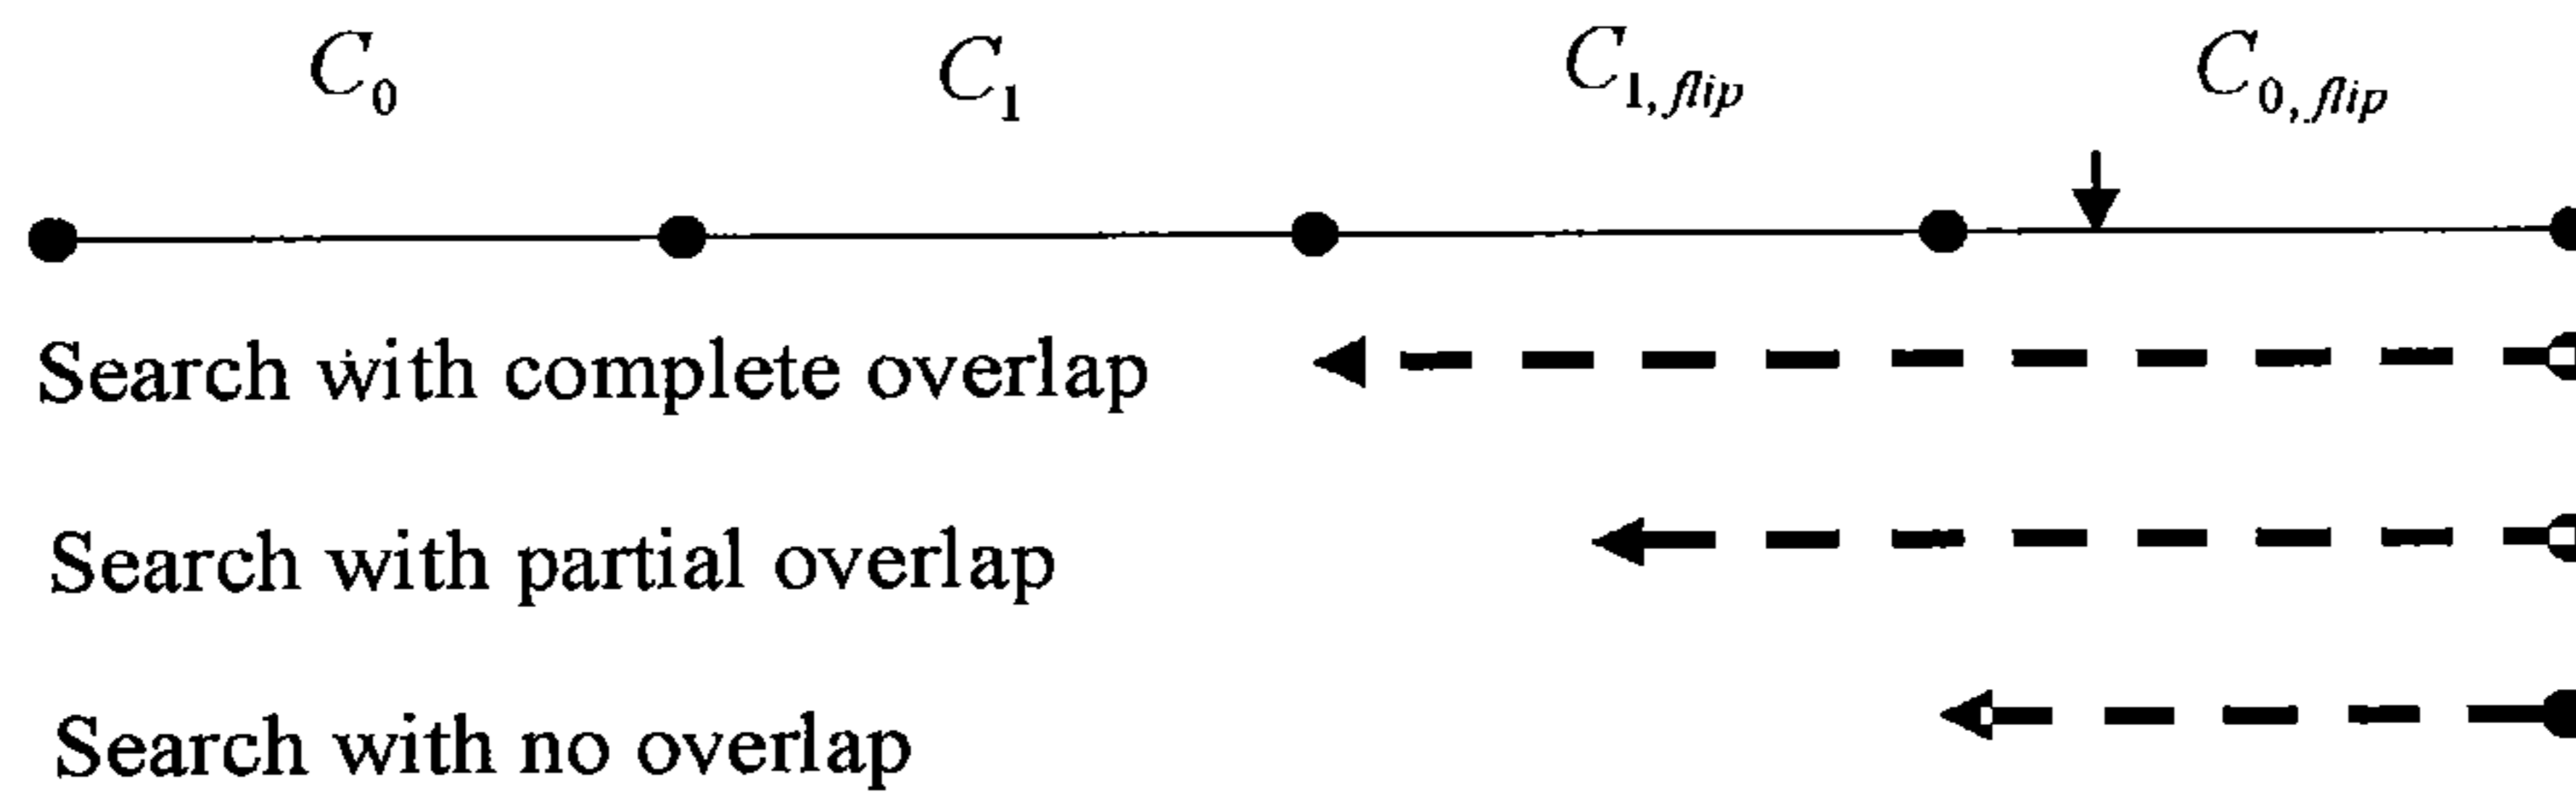 C₀ C₁ C₁,flip C₀,flip
Search with complete overlap
Search with partial overlap
Search with no overlap